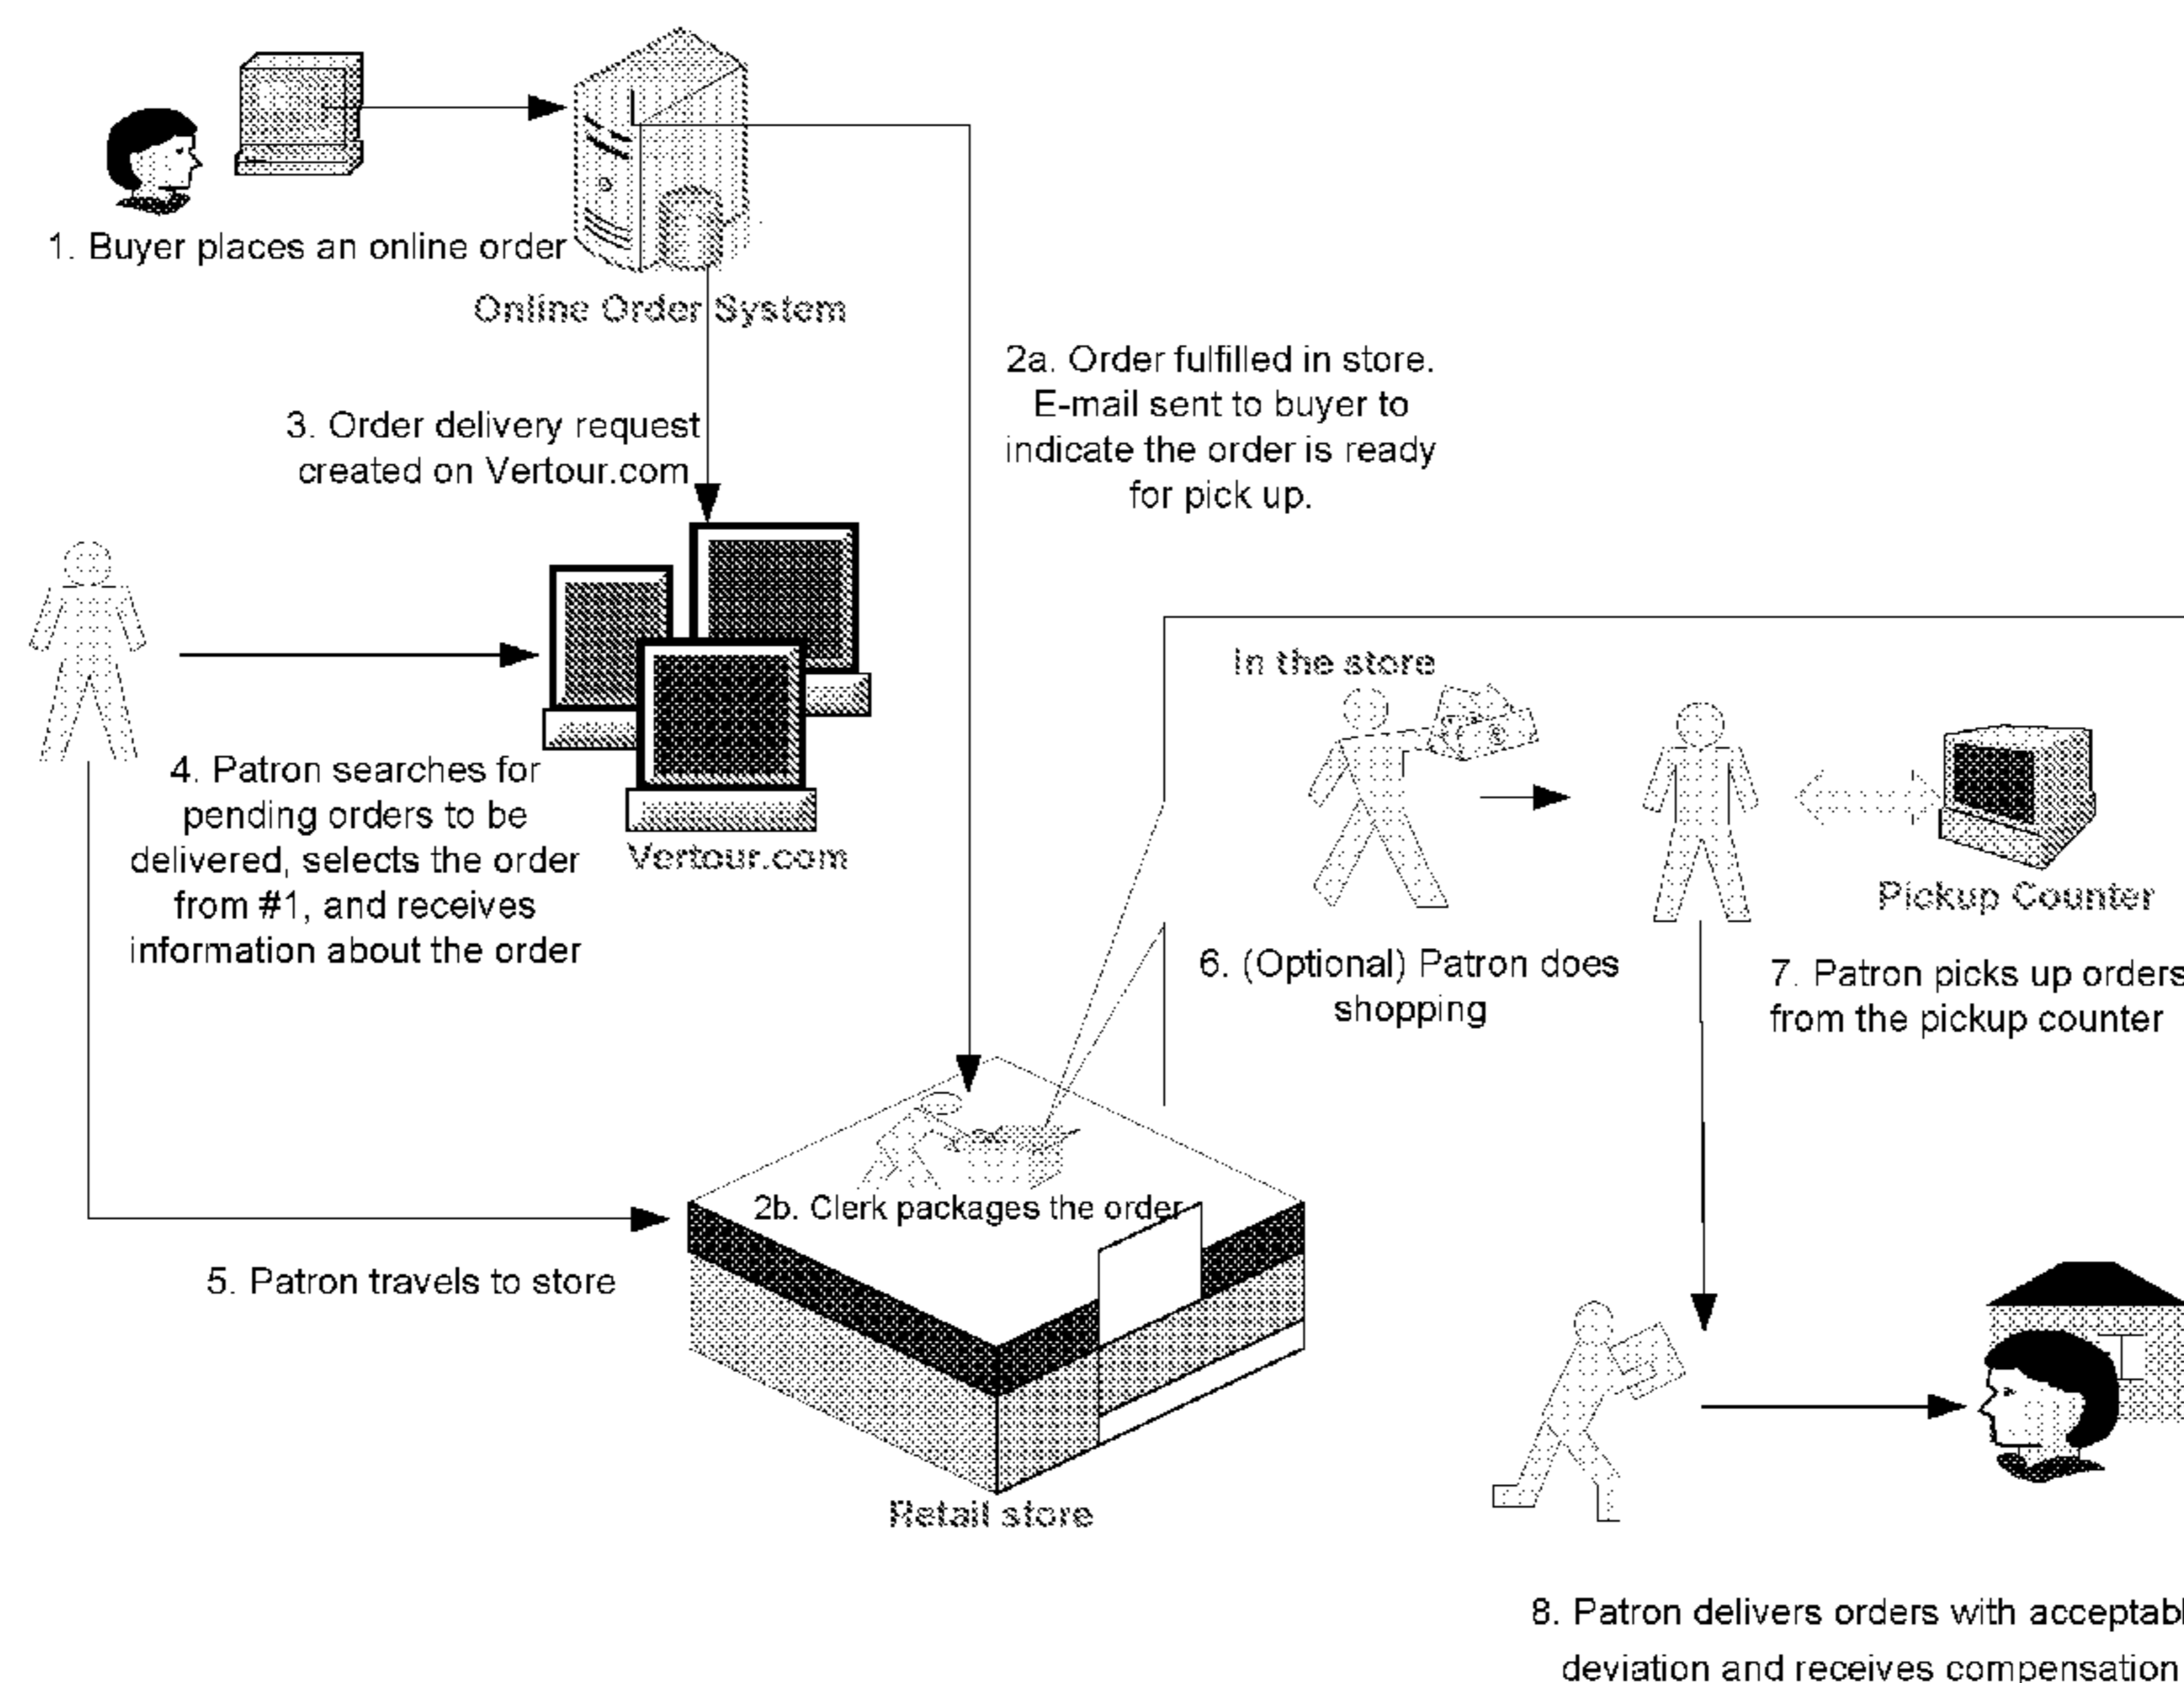 1. Buyer places an online order
Online Order System
2a. Order fulfilled in store.
E-mail sent to buyer to
indicate the order is ready
for pick up.
3. Order delivery request
created on Vertour.com
In the store
4. Patron searches for
pending orders to be
delivered, selects the order
from #1, and receives
information about the order
Vertour.com
Pickup Counter
6. (Optional) Patron does
shopping
7. Patron picks up orders
from the pickup counter
2b. Clerk packages the order
5. Patron travels to store
Retail store
8. Patron delivers orders with
deviation and receives compensation